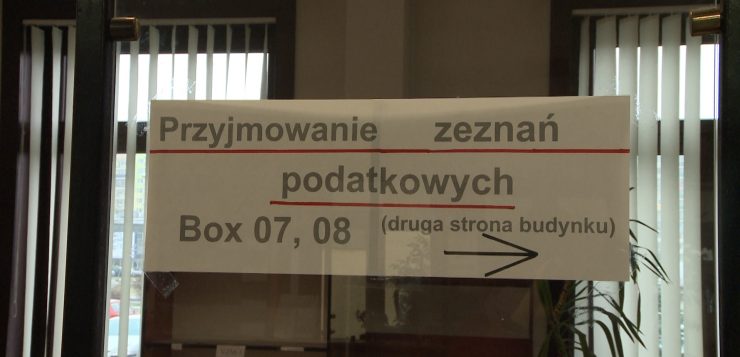 Przyjmowanie zeznań
podatkowych
Box 07, 08 (druga strona budynku)